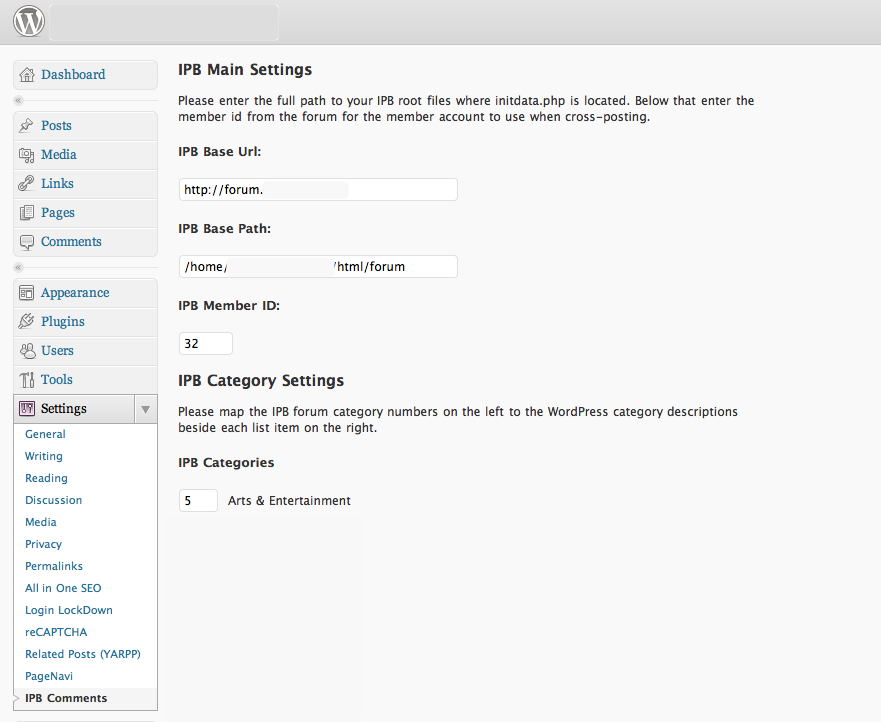 Dashboard
Posts
Media
Links
Pages
Comments
Appearance
Plugins
Users
Tools
Settings
General
Writing
Reading
Discussion
Media
Privacy
Permalinks
All in One SEO
Login LockDown
reCAPTCHA
Related Posts (YARPP)
PageNavi
IPB Comments
IPB Main Settings
Please enter the full path to your IPB root files where initdata.php is located. Below that enter the
member id from the forum for the member account to use when cross-posting.
IPB Base Url:
http://forum.
IPB Base Path:
/home/ /html/forum
IPB Member ID:
32
IPB Category Settings
Please map the IPB forum category numbers on the left to the WordPress category descriptions
beside each list item on the right.
IPB Categories
5 Arts & Entertainment